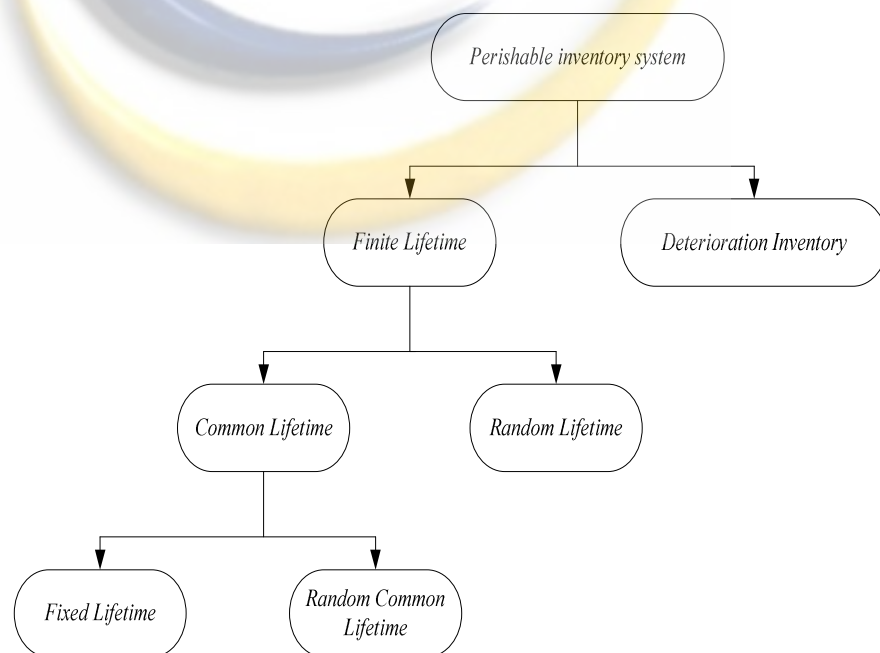 Perishable inventory system
Finite Lifetime
Deterioration Inventory
Common Lifetime
Random Lifetime
Fixed Lifetime
Random Common
Lifetime